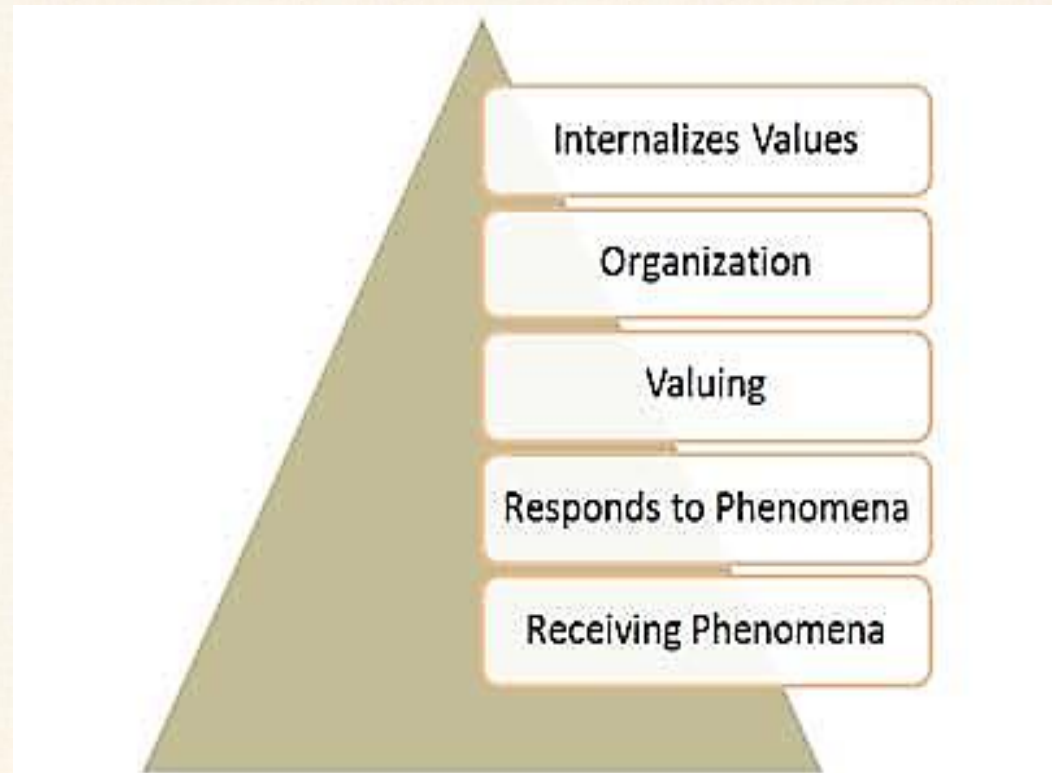 Internalizes Values
Organization
Valuing
Responds to Phenomena
Receiving Phenomena